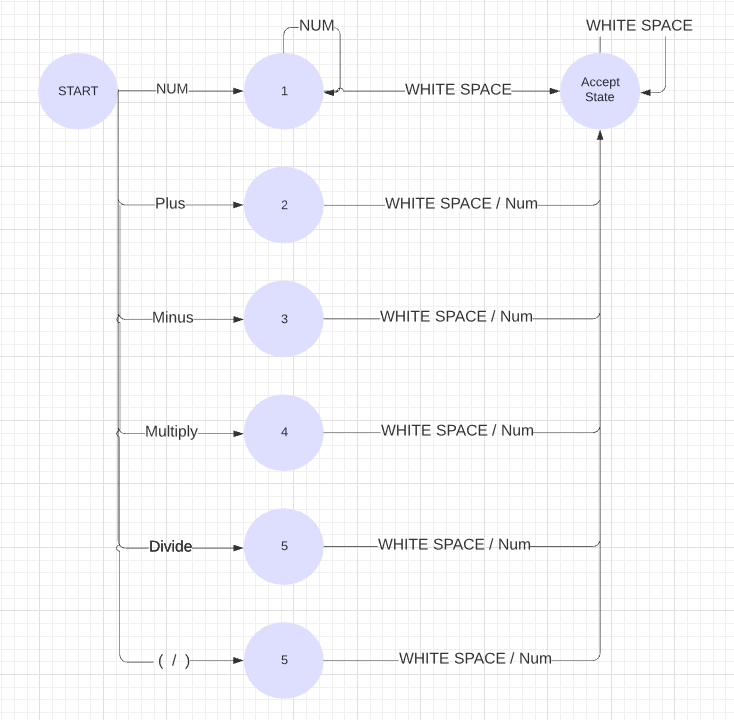 NUM
WHITE SPACE
START
NUM
1
WHITE SPACE
Accept
State
Plus
2
WHITE SPACE / Num
Minus
3
WHITE SPACE / Num
Multiply
4
WHITE SPACE / Num
Divide
5
WHITE SPACE / Num
( / )
5
WHITE SPACE / Num